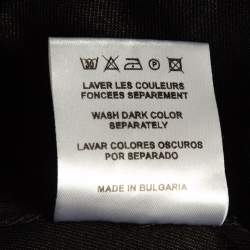 LAVER LES COULEURS
FONCEES SEPAREMENT
WASH DARK COLOR
SEPARATELY
LAVAR COLORES OSCUROS
POR SEPARADO
MADE IN BULGARIA